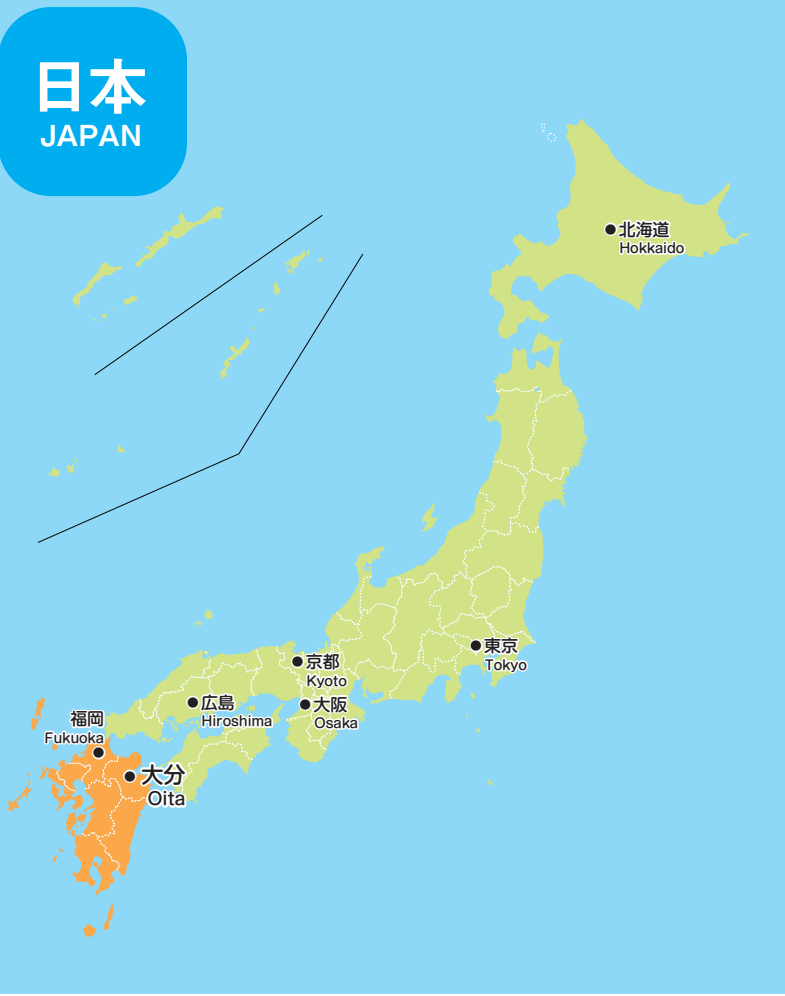 日本
JAPAN
北海道
Hokkaido
東京
Tokyo
京都
Kyoto
広島
Hiroshima
大阪
Osaka
福岡
Fukuoka
大分
Oita